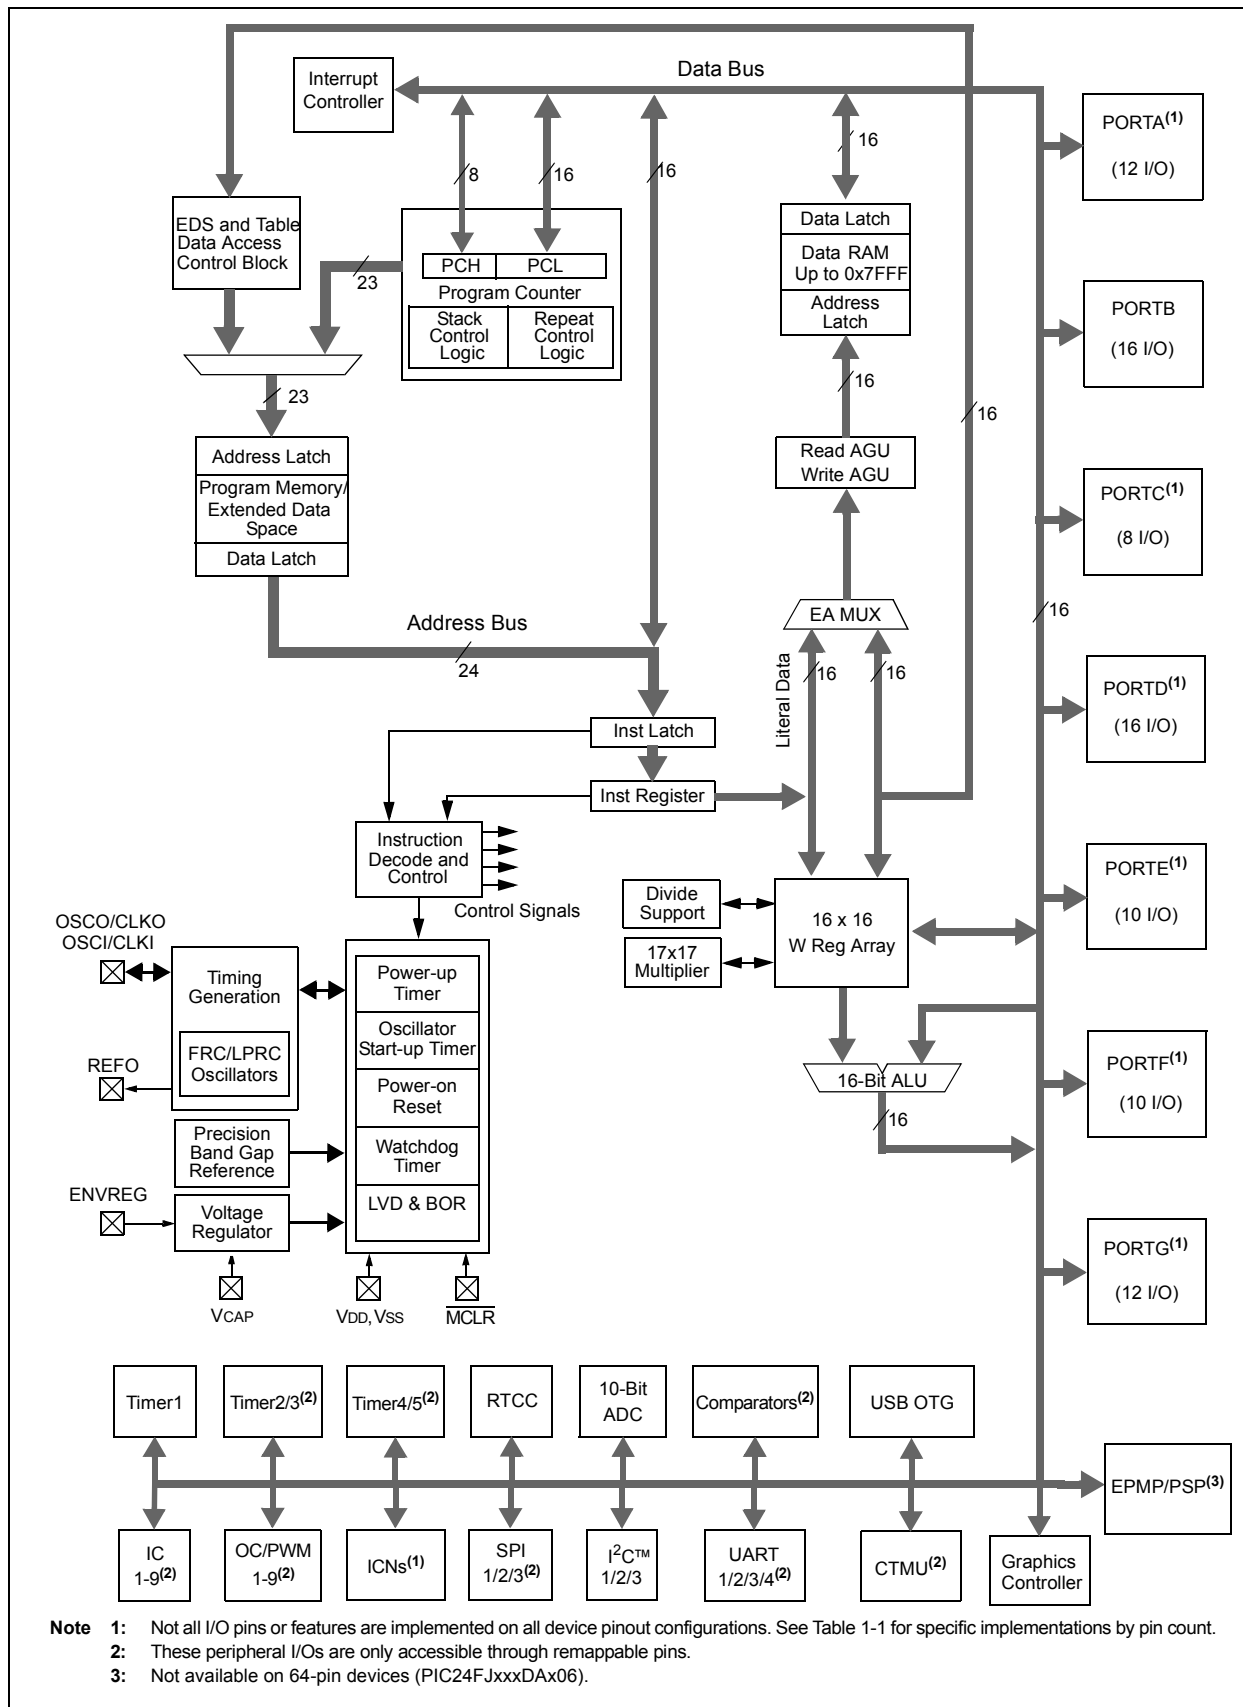 Data Bus
Interrupt
Controller
8
16
16
16
PORTA(1)
(12 I/O)
EDS and Table
Data Access
Control Block
23
PCH
PCL
Program Counter
Stack
Control
Logic
Repeat
Control
Logic
Data Latch
Data RAM
Up to 0x7FFF
Address
Latch
PORTB
(16 I/O)
23
16
16
Address Latch
Program Memory/
Extended Data
Space
Data Latch
Read AGU
Write AGU
PORTC(1)
(8 I/O)
EA MUX
16
Address Bus
24
Literal Data
16
16
PORTD(1)
(16 I/O)
Inst Latch
Inst Register
Instruction
Decode and
Control
Control Signals
Divide
Support
17x17
Multiplier
16 x 16
W Reg Array
PORTE(1)
(10 I/O)
OSCO/CLKO
OSCI/CLKI
Timing
Generation
FRC/LPRC
Oscillators
REFO
Power-up
Timer
Oscillator
Start-up Timer
Power-on
Reset
Watchdog
Timer
LVD & BOR
Precision
Band Gap
Reference
ENVREG
Voltage
Regulator
VCAP
VDD, VSS
MCLR
16-Bit ALU
16
PORTF(1)
(10 I/O)
PORTG(1)
(12 I/O)
Timer1
Timer2/3(2)
Timer4/5(2)
RTCC
10-Bit
ADC
Comparators(2)
USB OTG
EPMP/PSP(3)
IC
1-9(2)
OC/PWM
1-9(2)
ICNs(1)
SPI
1/2/3(2)
I2C™
1/2/3
UART
1/2/3/4(2)
CTMU(2)
Graphics
Controller
Note 1: Not all I/O pins or features are implemented on all device pinout configurations. See Table 1-1 for specific implementations by pin count.
2: These peripheral I/Os are only accessible through remappable pins.
3: Not available on 64-pin devices (PIC24FJxxxDAx06).